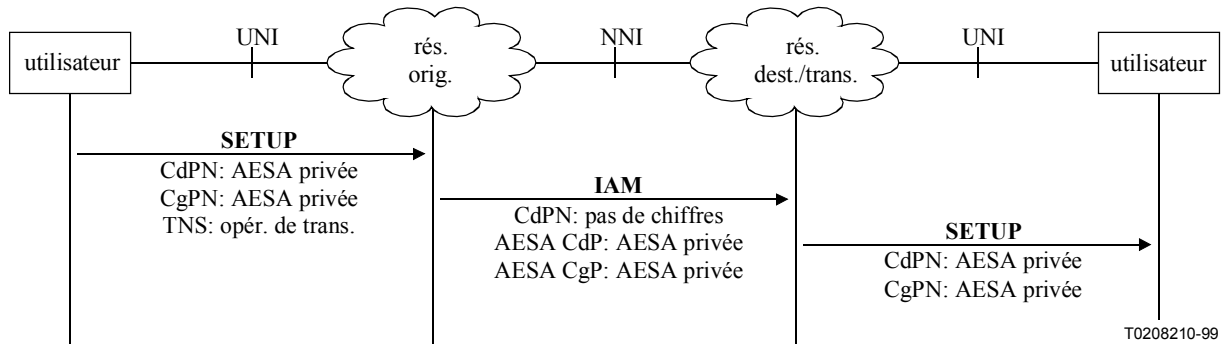 UNI
NNI
UNI
utilisateur
rés.
orig.
rés.
dest./trans.
utilisateur
SETUP
CdPN: AESA privée
CgPN: AESA privée
TNS: opér. de trans.
IAM
CdPN: pas de chiffres
AESA CdP: AESA privée
AESA CgP: AESA privée
SETUP
CdPN: AESA privée
CgPN: AESA privée
T0208210-99